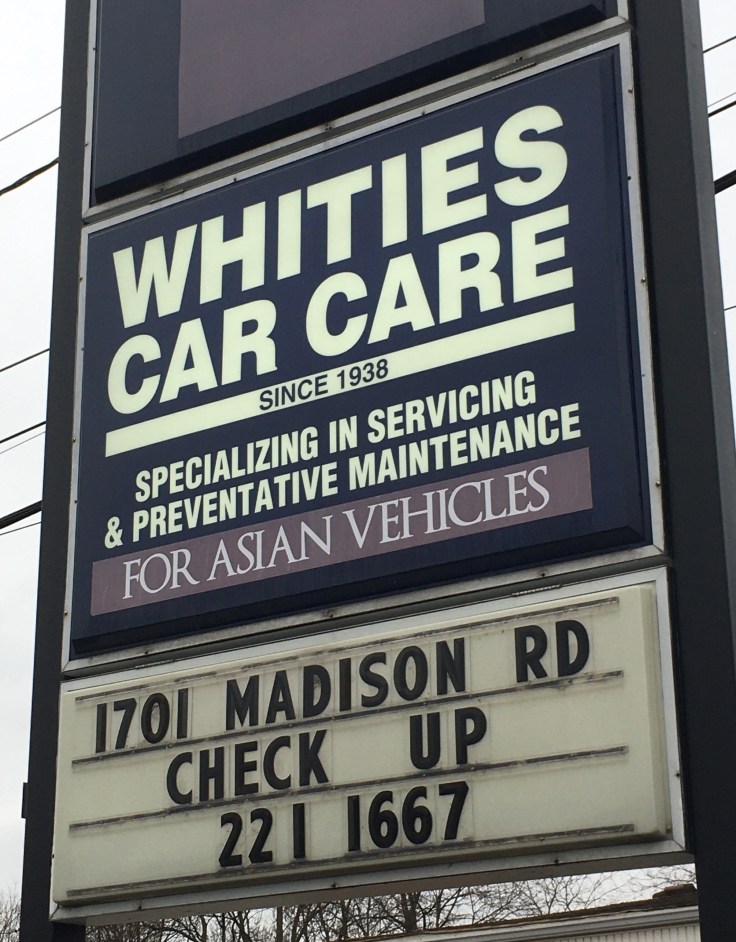 WHITIES
CAR CARE
SINCE 1938
SPECIALIZING IN SERVICING
& PREVENTATIVE MAINTENANCE
FOR ASIAN VEHICLES
1701 MADISON RD
CHECK UP
221 1667